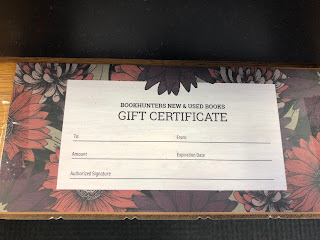 BOOKHUNTERS NEW & USED BOOKS
GIFT CERTIFICATE
To: From:
Amount Expiration Date
Authorized Signature